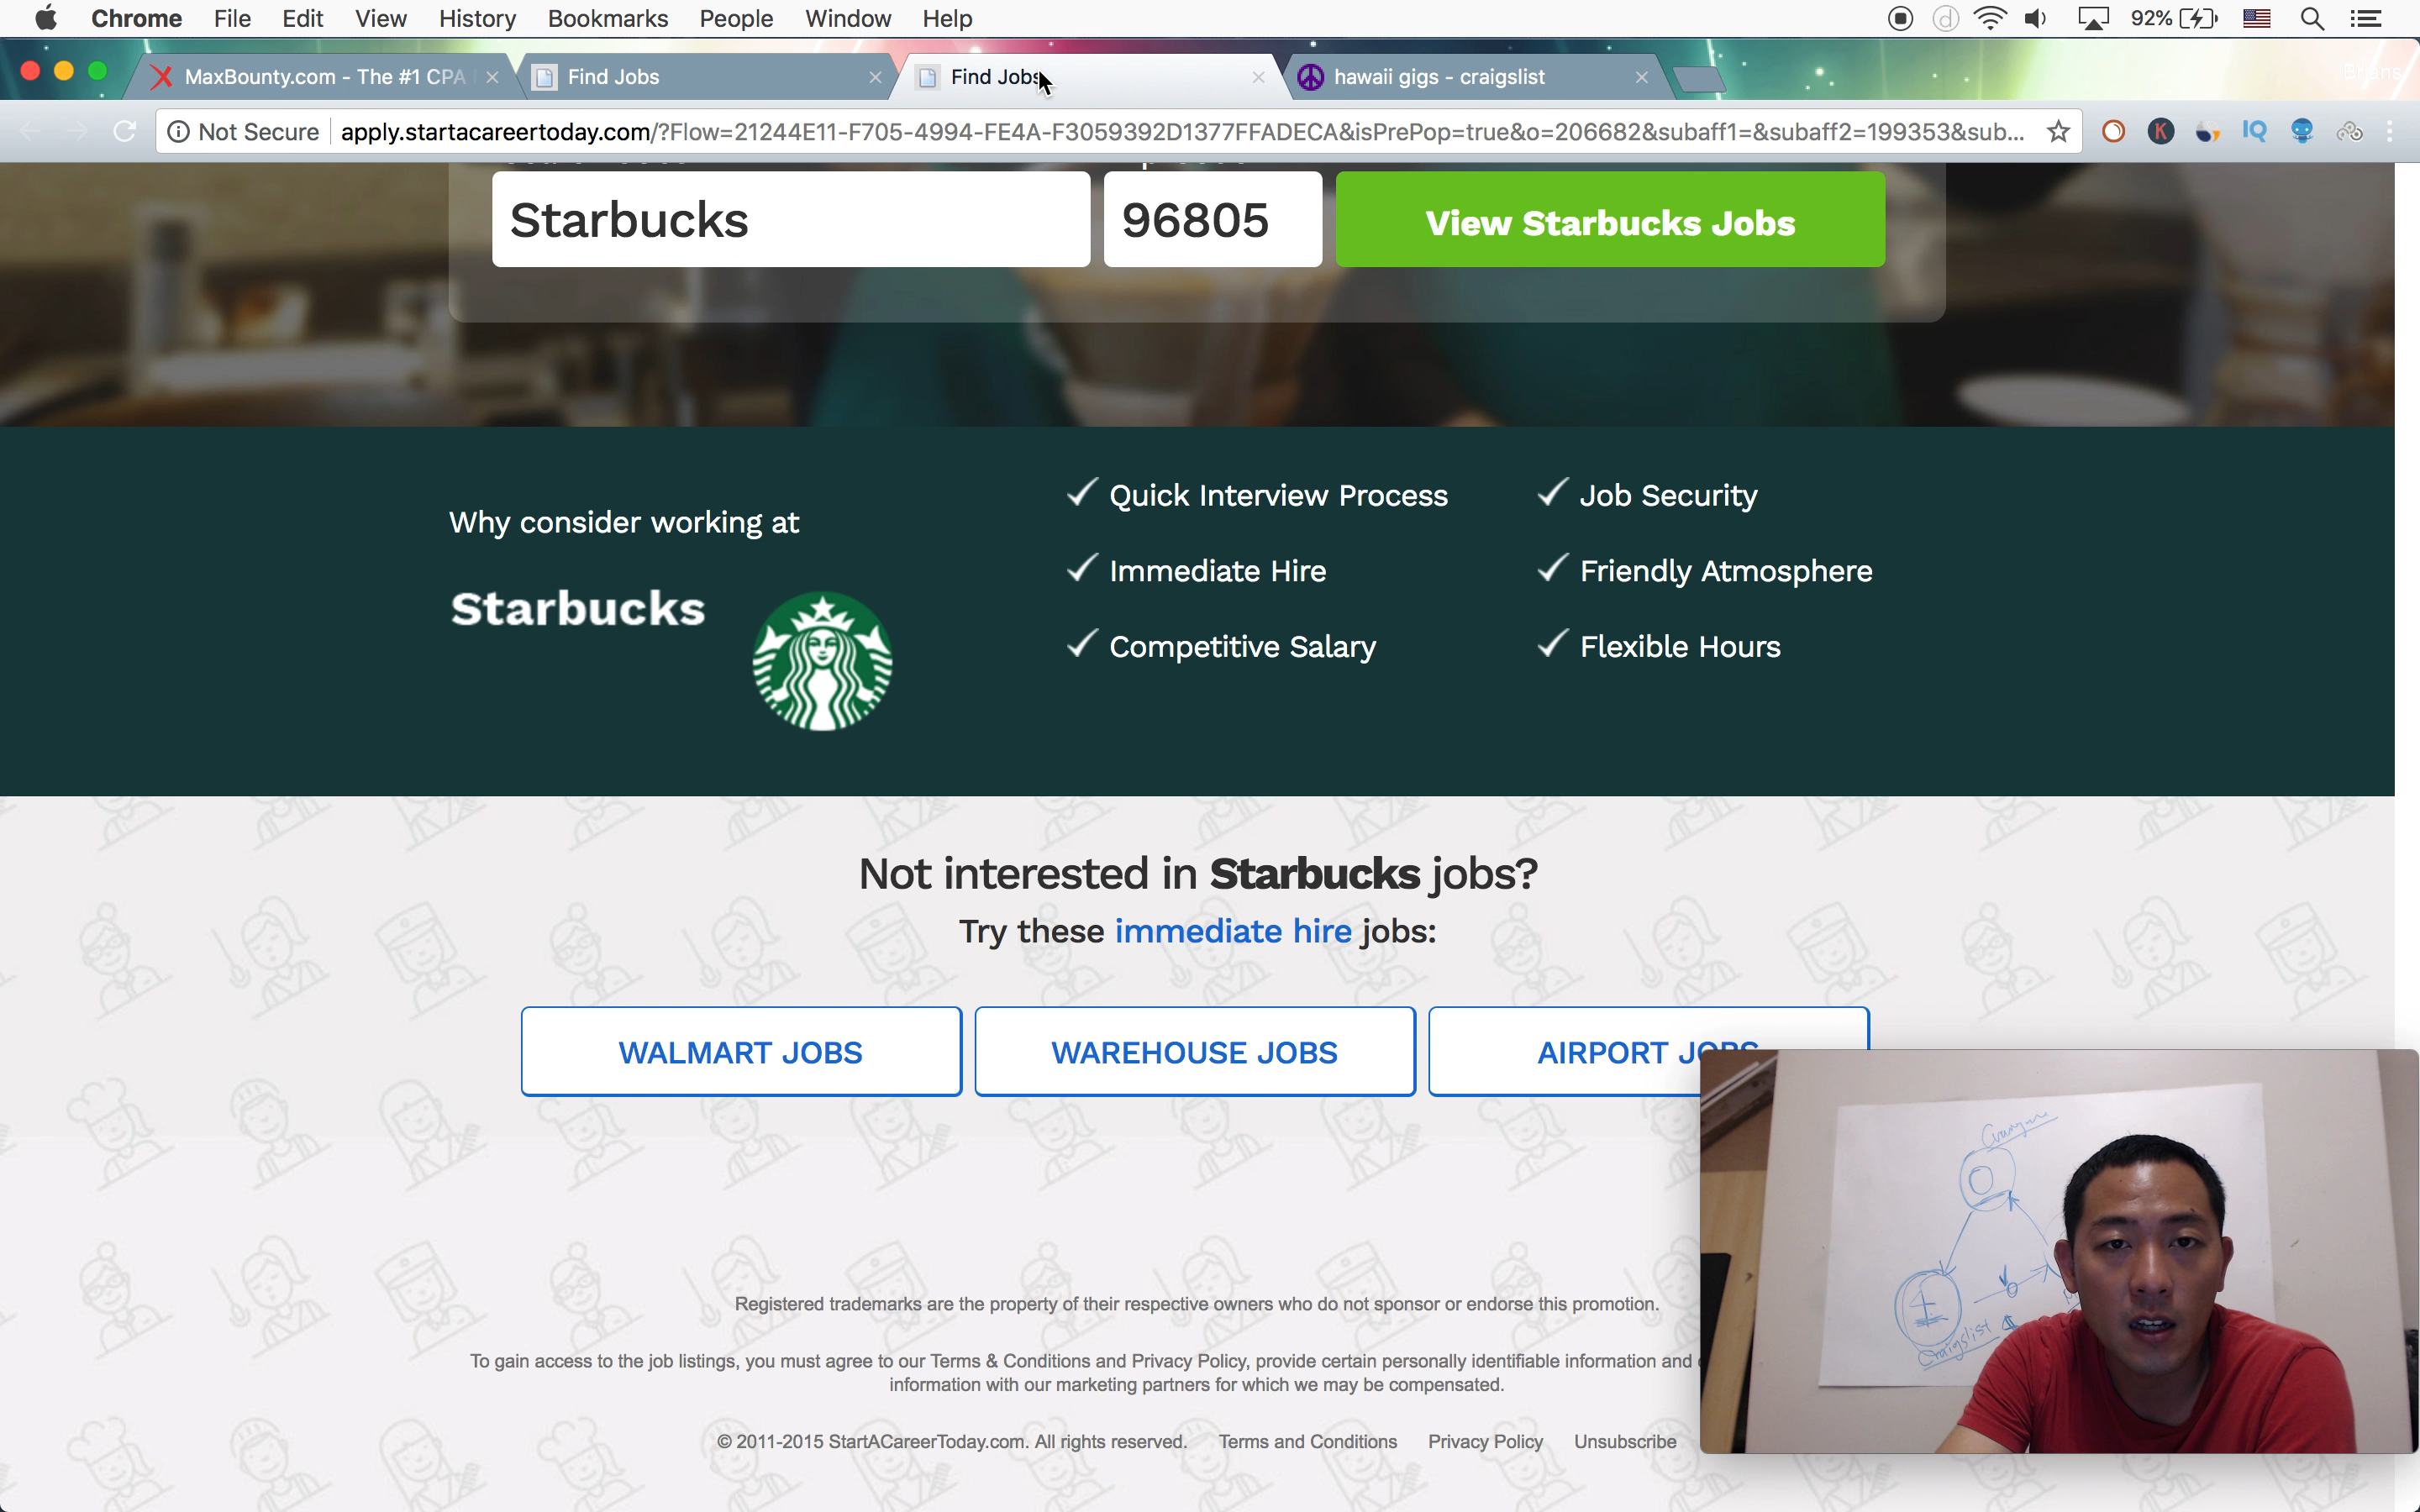 Chrome File Edit View History Bookmarks People Window Help 92%
MaxBounty.com - The #1 CPA Find Jobs Find Jobs hawaii gigs - craigslist
Not Secure apply.startacareertoday.com/?Flow=21244E11-F705-4994-FE4A-F3059392D1377FFADECA&isPrePop=true&o=206682&subaff1=&subaff2=199353&sub... K IQ
Starbucks 96805 View Starbucks Jobs
Why consider working at
Starbucks
✓ Quick Interview Process ✓ Job Security
✓ Immediate Hire ✓ Friendly Atmosphere
✓ Competitive Salary ✓ Flexible Hours
Not interested in Starbucks jobs?
Try these immediate hire jobs:
WALMART JOBS WAREHOUSE JOBS AIRPORT JOBS
Craigslist
Registered trademarks are the property of their respective owners who do not sponsor or endorse this promotion.
To gain access to the job listings, you must agree to our Terms & Conditions and Privacy Policy, provide certain personally identifiable information and
information with our marketing partners for which we may be compensated.
© 2011-2015 StartACareerToday.com. All rights reserved. Terms and Conditions Privacy Policy Unsubscribe